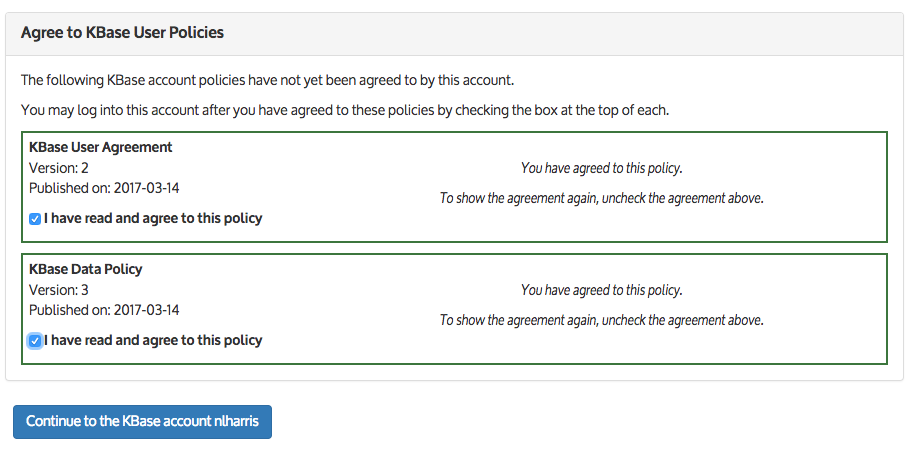 Agree to KBase User Policies
The following KBase account policies have not yet been agreed to by this account.
You may log into this account after you have agreed to these policies by checking the box at the top of each.
KBase User Agreement
Version: 2
Published on: 2017-03-14
I have read and agree to this policy
You have agreed to this policy.
To show the agreement again, uncheck the agreement above.
KBase Data Policy
Version: 3
Published on: 2017-03-14
I have read and agree to this policy
You have agreed to this policy.
To show the agreement again, uncheck the agreement above.
Continue to the KBase account nlharris